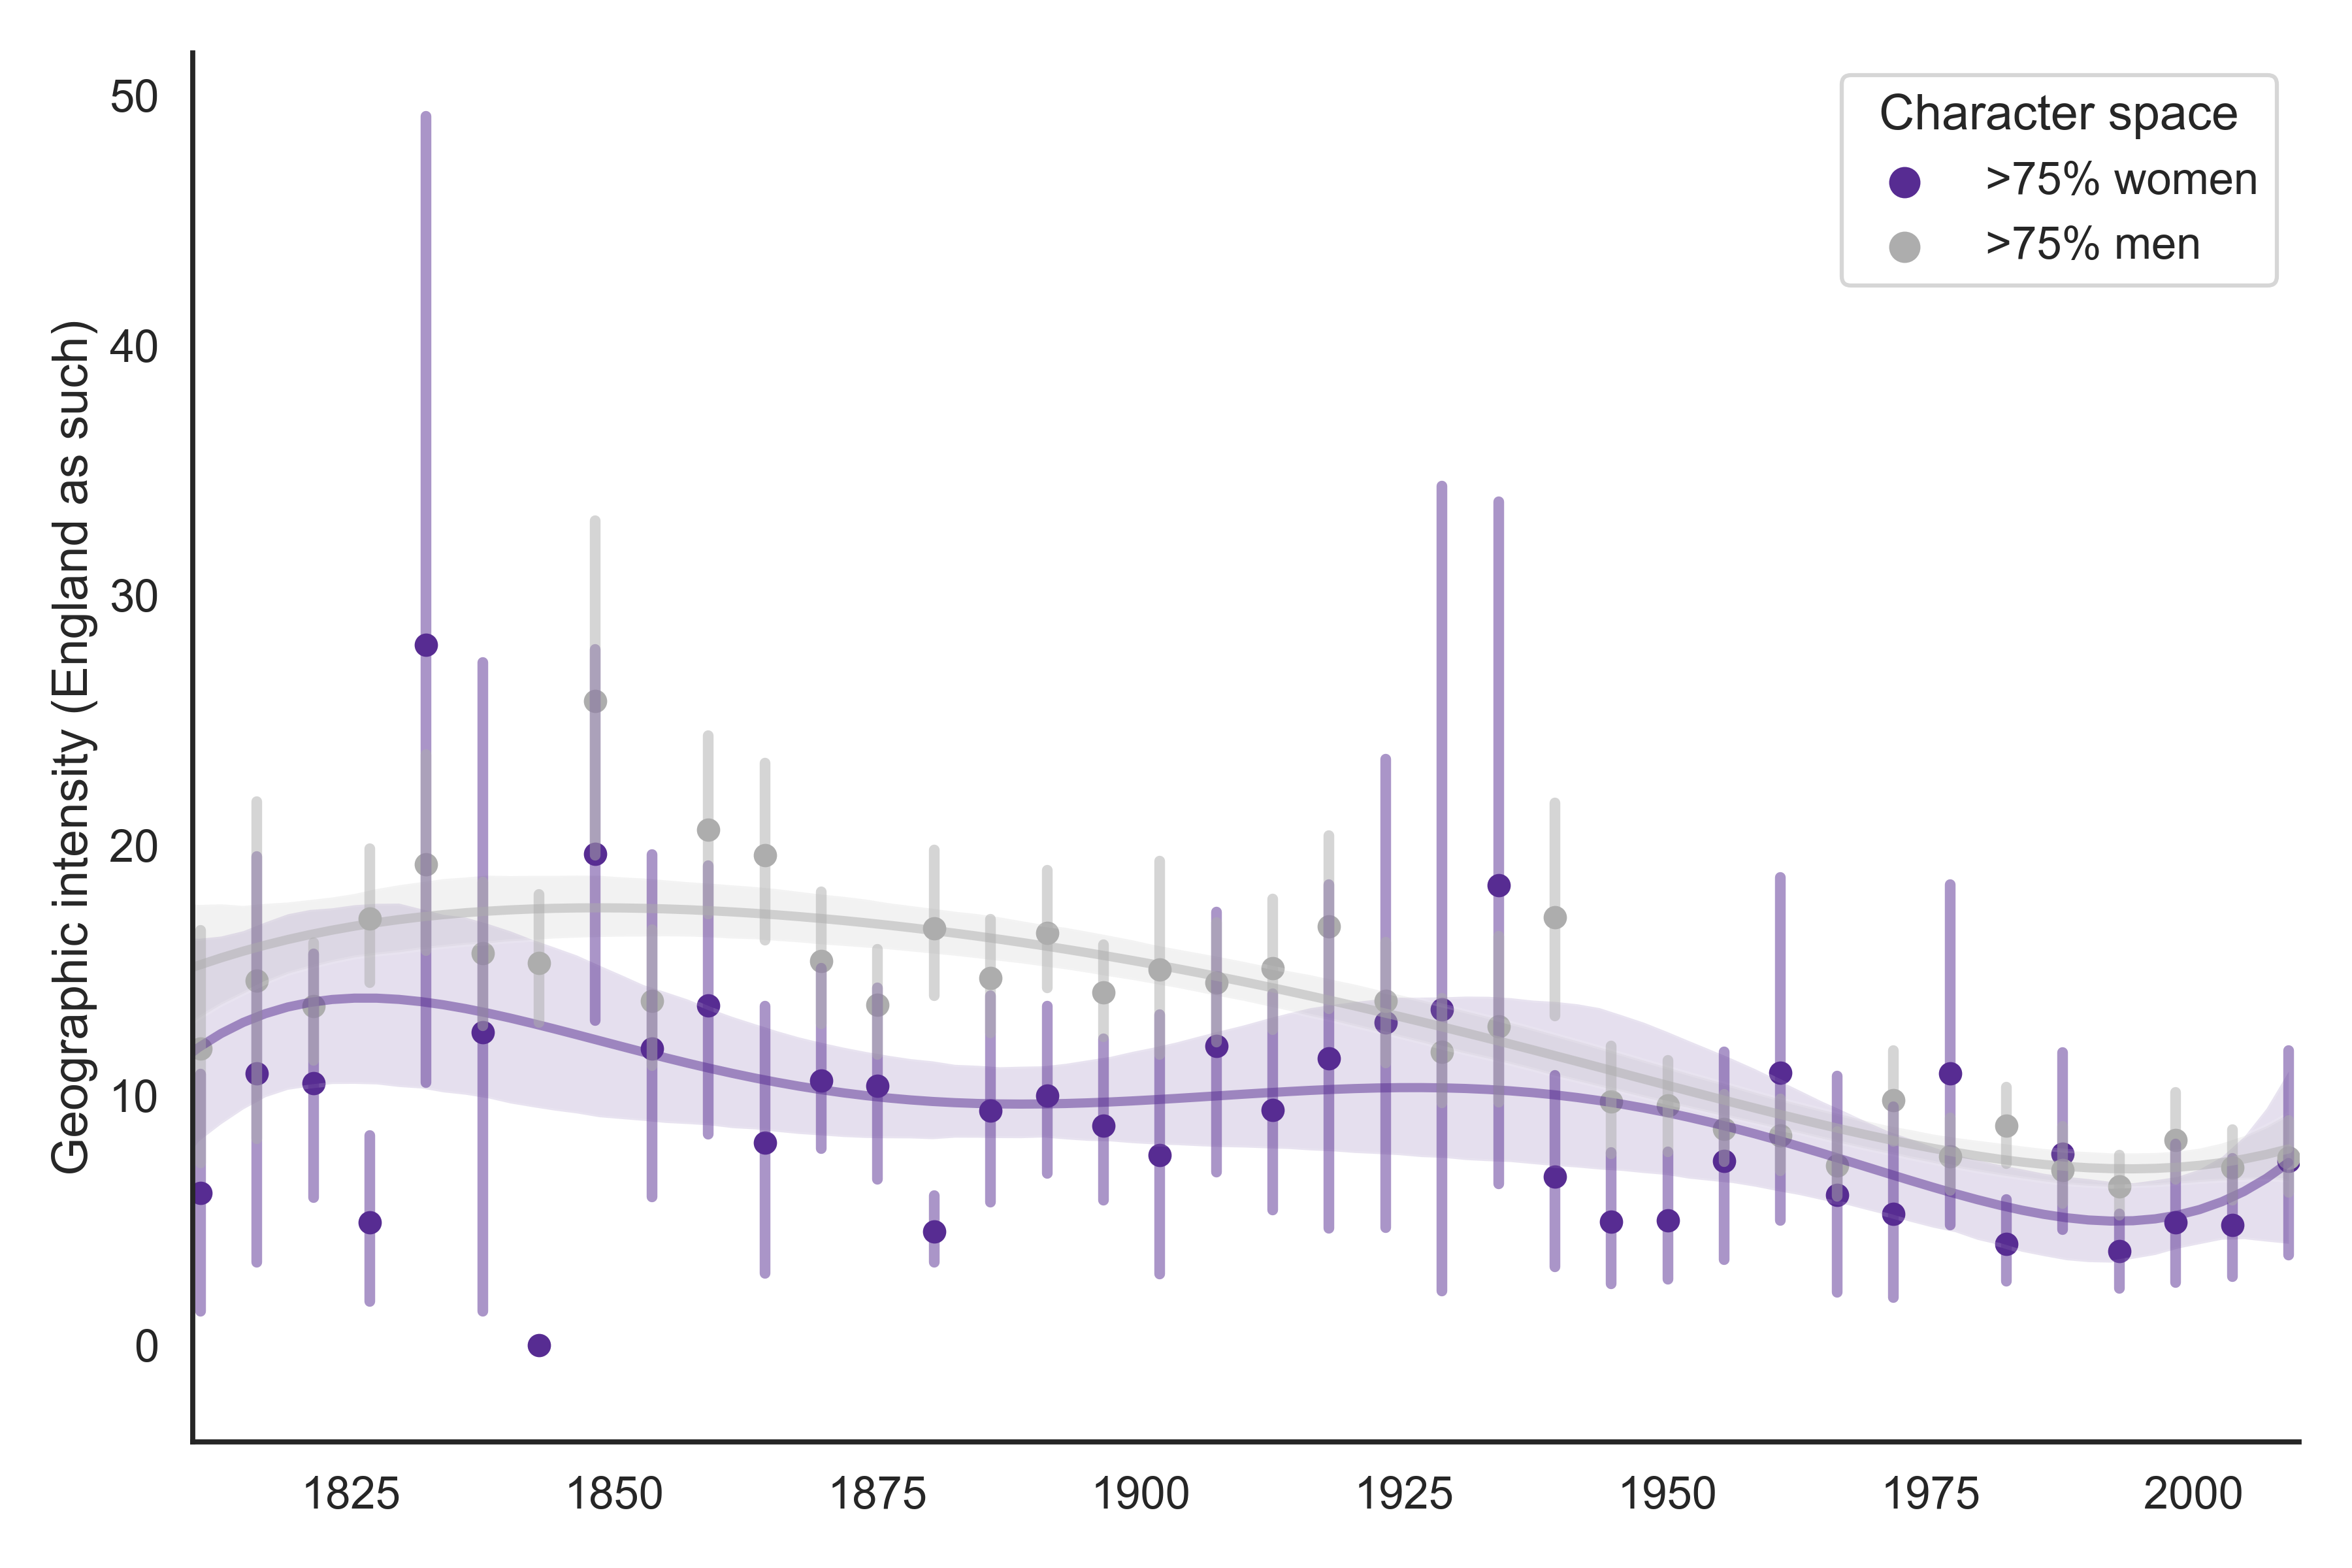 Geographic intensity (England as such)
50
40
30
20
10
0
Character space
>75% women
>75% men
1825 1850 1875 1900 1925 1950 1975 2000